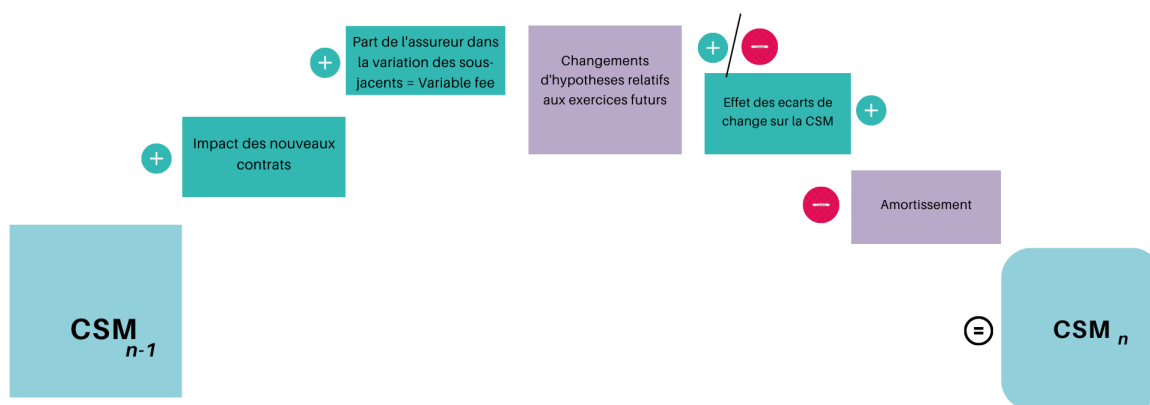 Part de l'assureur dans
la variation des sous-
jacents = Variable fee
Changements
d'hypotheses relatifs
aux exercices futurs
+
+
/
Effet des ecarts de
change sur la CSM
+
Impact des nouveaux
contrats
+
Amortissement
CSM n-1
=
CSM n